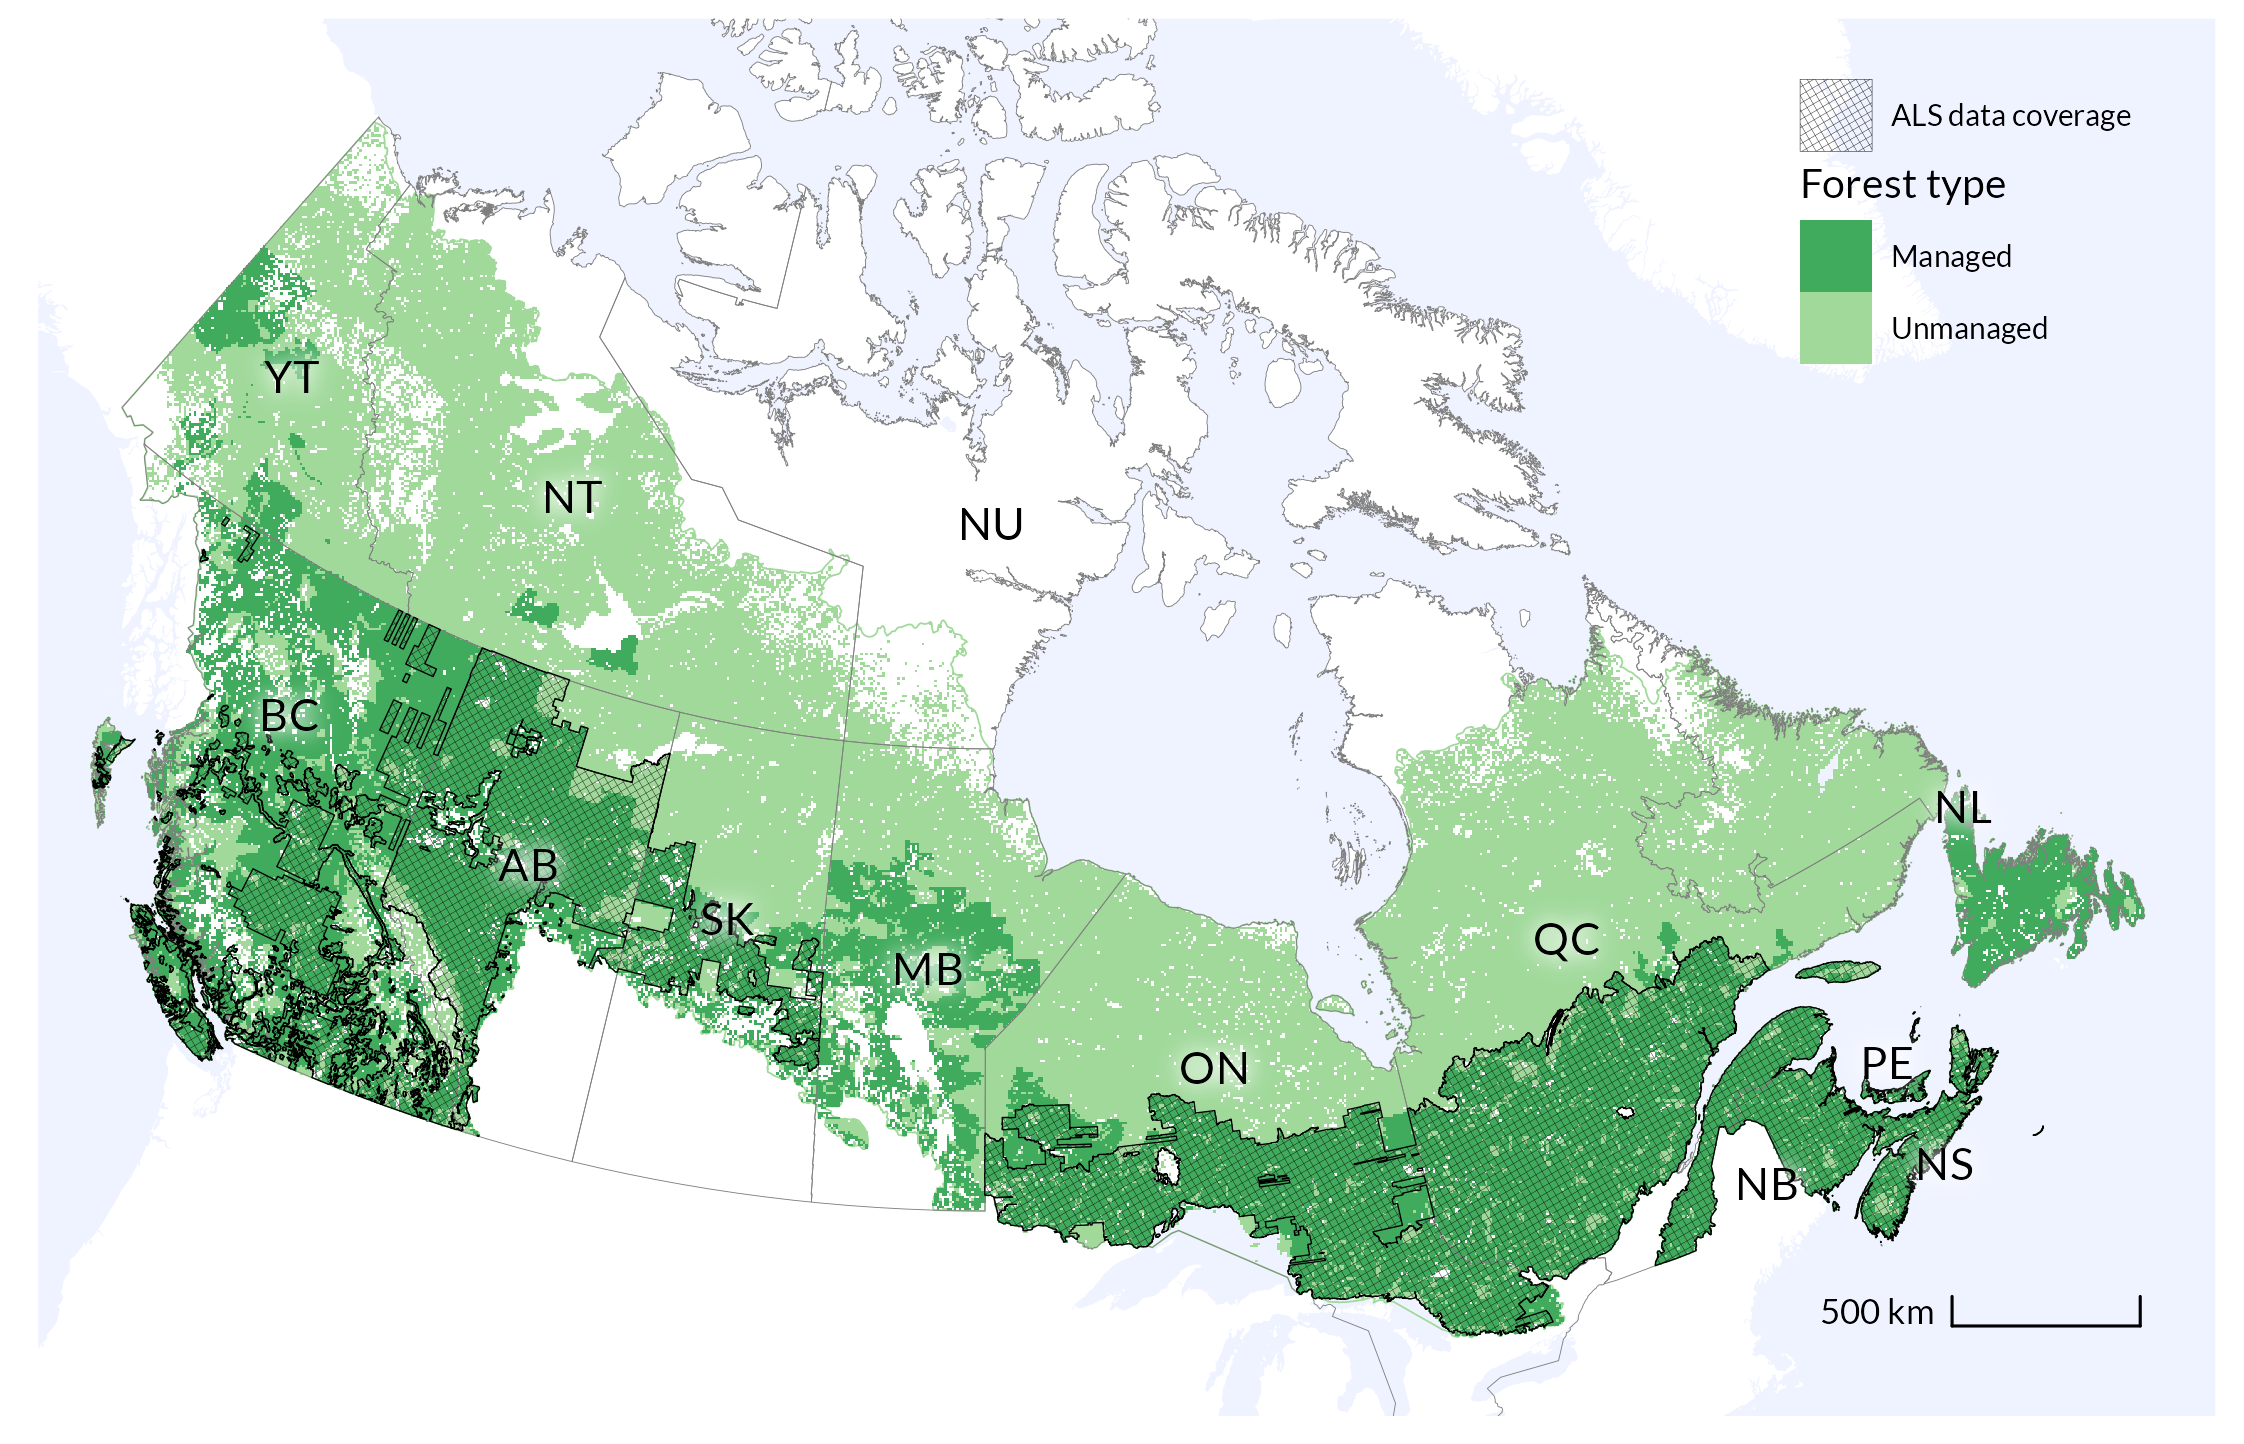 ALS data coverage
Forest type
Managed
Unmanaged
YT
NT
NU
BC
NL
AB
SK
QC
MB
ON
PE
NS
NB
500 km